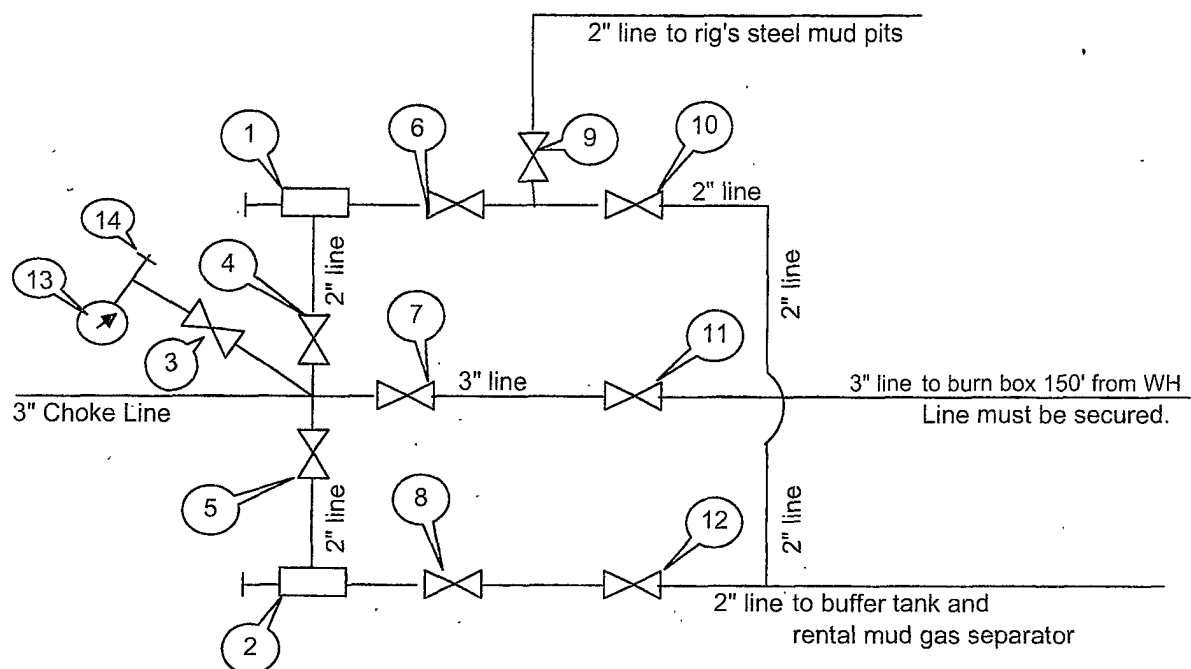 2" line to rig's steel mud pits
1
6
9
10
2" line
14
13
4
2" line
2" line
7
3
11
3" line
3" line to burn box 150' from WH
3" Choke Line
Line must be secured.
5
2" line
8
12
2" line
2" line to buffer tank and
rental mud gas separator
2